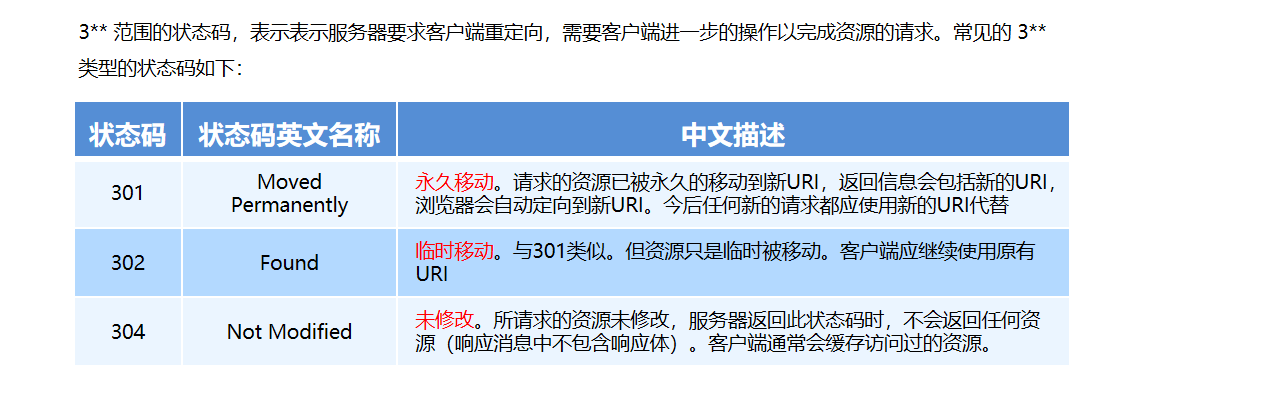 3** 范围的状态码，表示表示服务器要求客户端重定向，需要客户端进一步的操作以完成资源的请求。常见的 3**
类型的状态码如下：
状态码 状态码英文名称 中文描述
301 Moved Permanently 永久移动。请求的资源已被永久的移动到新URI，返回信息会包括新的URI，
浏览器会自动定向到新URI。今后任何新的请求都应使用新的URI代替
302 Found 临时移动。与301类似。但资源只是临时被移动。客户端应继续使用原有
URI
304 Not Modified 未修改。所请求的资源未修改，服务器返回此状态码时，不会返回任何资
源（响应消息中不包含响应体）。客户端通常会缓存访问过的资源。